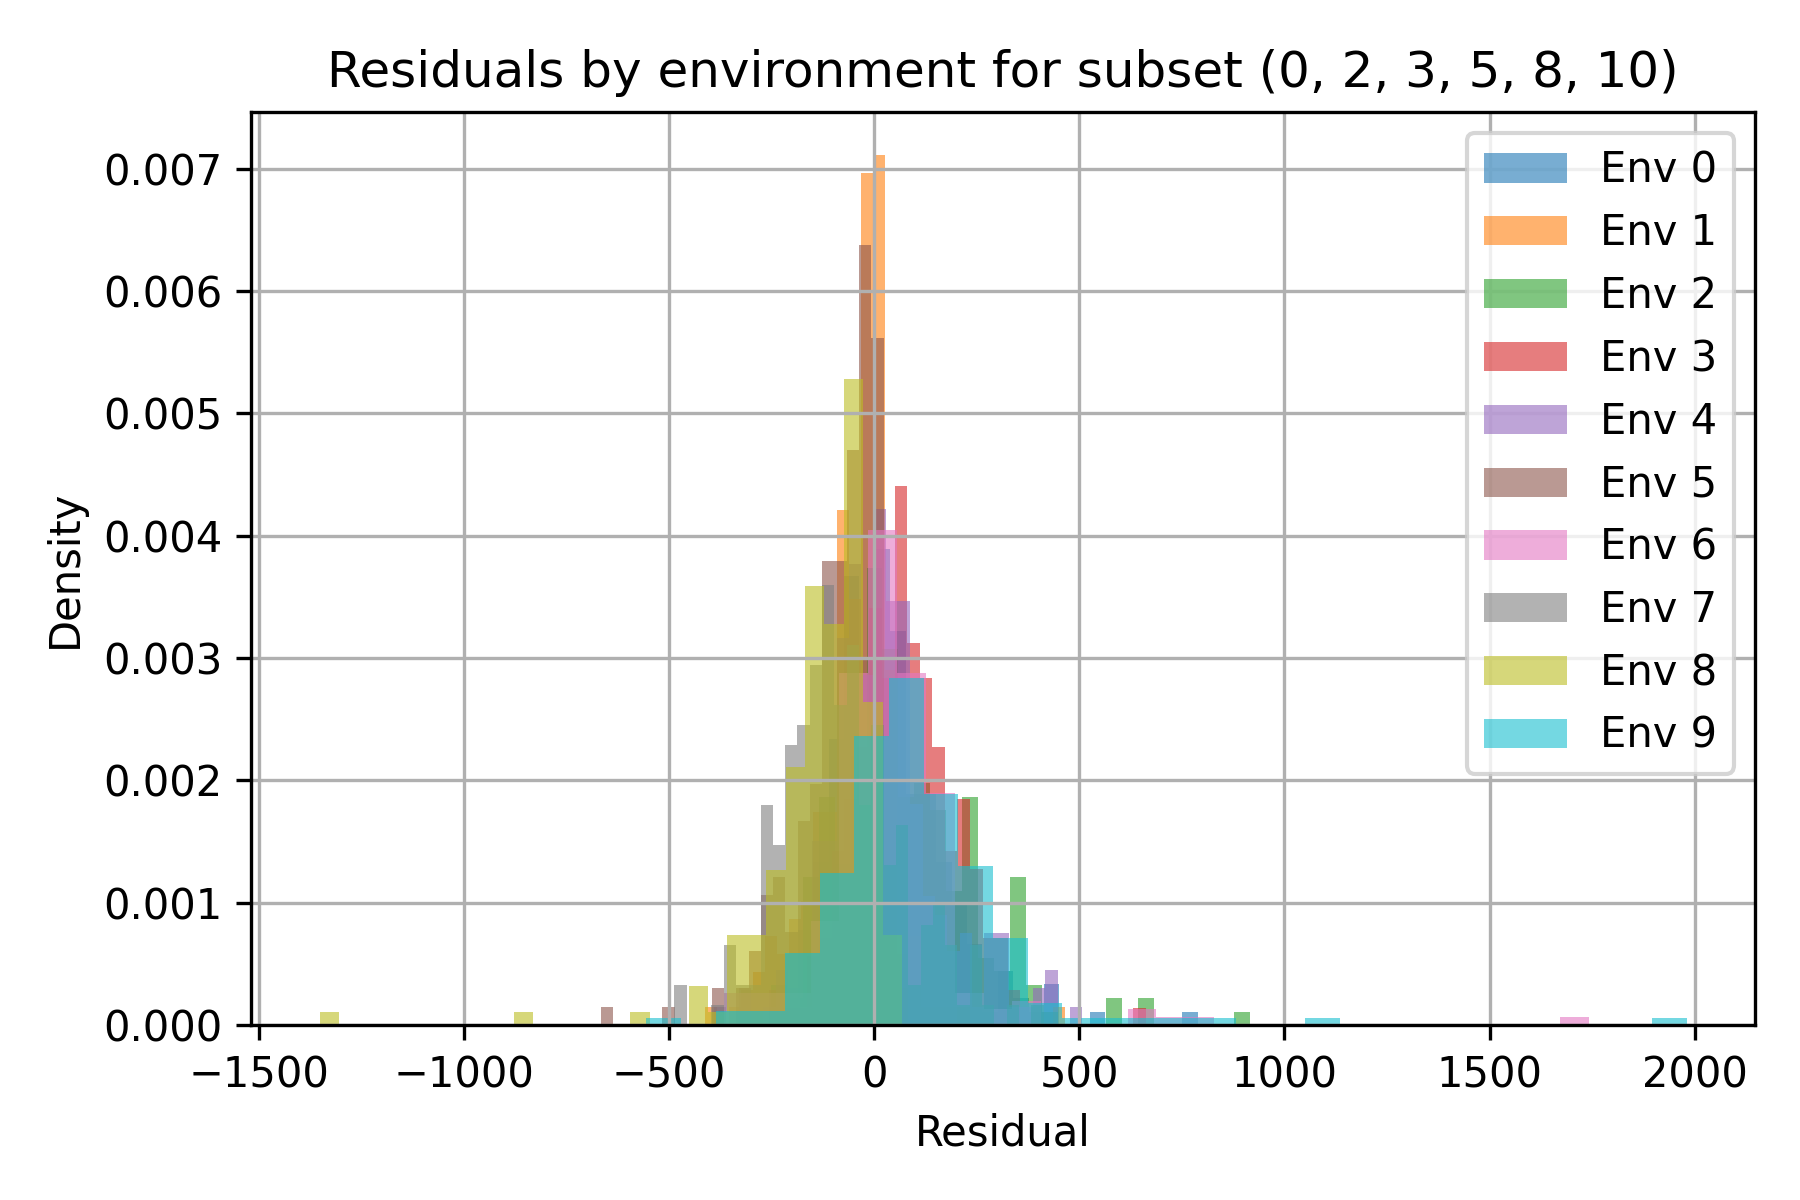 Residuals by environment for subset (0, 2, 3, 5, 8, 10)
0.007
0.006
0.005
0.004
0.003
0.002
0.001
0.000
Density
−1500
−1000
−500
0
500
1000
1500
2000
Residual
Env 0
Env 1
Env 2
Env 3
Env 4
Env 5
Env 6
Env 7
Env 8
Env 9